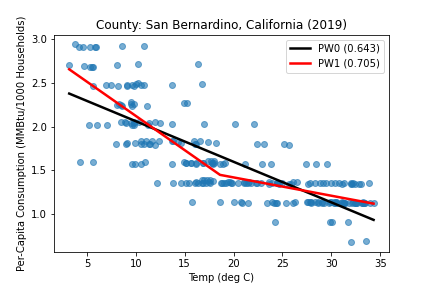 County: San Bernardino, California (2019)
Per-Capita Consumption (MMBtu/1000 Households)
3.0
2.5
2.0
1.5
1.0
PW0 (0.643)
PW1 (0.705)
5 10 15 20 25 30 35
Temp (deg C)